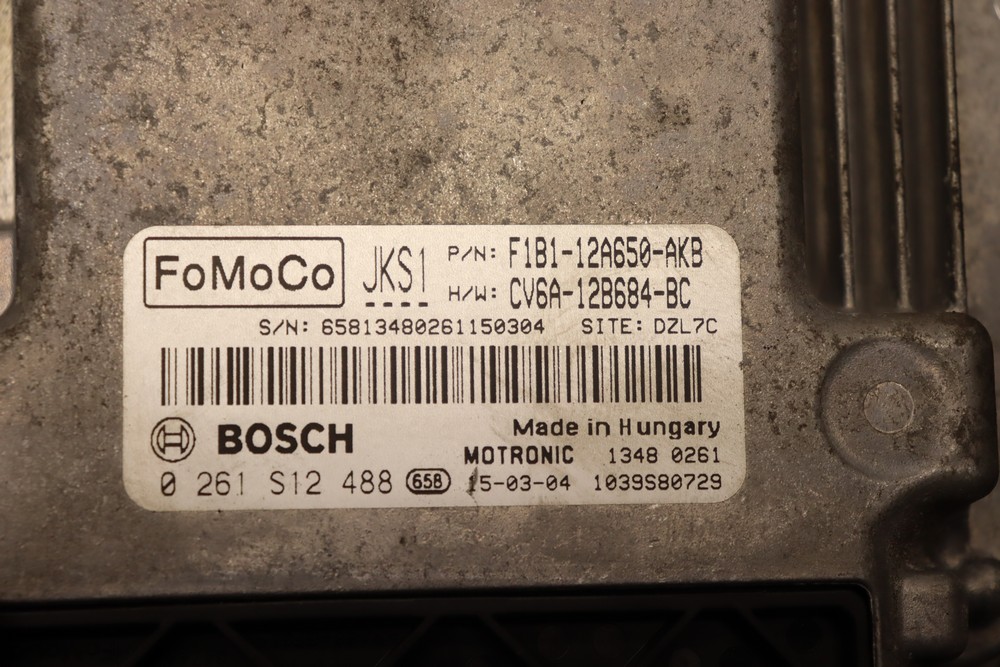 FoMoCo JKS1 P/N: F1B1-12A650-AKB
H/W: CV6A-12B684-BC
S/N: 65813480261150304 SITE: DZL7C
BOSCH Made in Hungary
MOTRONIC 1348 0261
0 261 S12 488 658 15-03-04 1039S80729